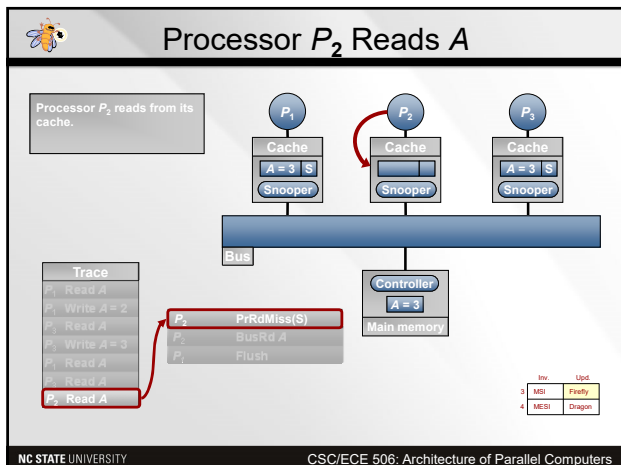 Processor P2 Reads A
Processor P2 reads from its
cache.
P1
P2
P3
Cache
Cache
Cache
A = 3 S
A = 3 S
Snooper
Snooper
Snooper
Bus
Trace
P1 Read A
P1 Write A = 2
P3 Read A
P3 Write A = 3
P1 Read A
P3 Read A
P2 Read A
P2 PrRdMiss(S)
P2 BusRd A
P1 Flush
Controller
A = 3
Main memory
Inv. Upd.
3 MSI Firefly
4 MESI Dragon
NC STATE UNIVERSITY
CSC/ECE 506: Architecture of Parallel Computers